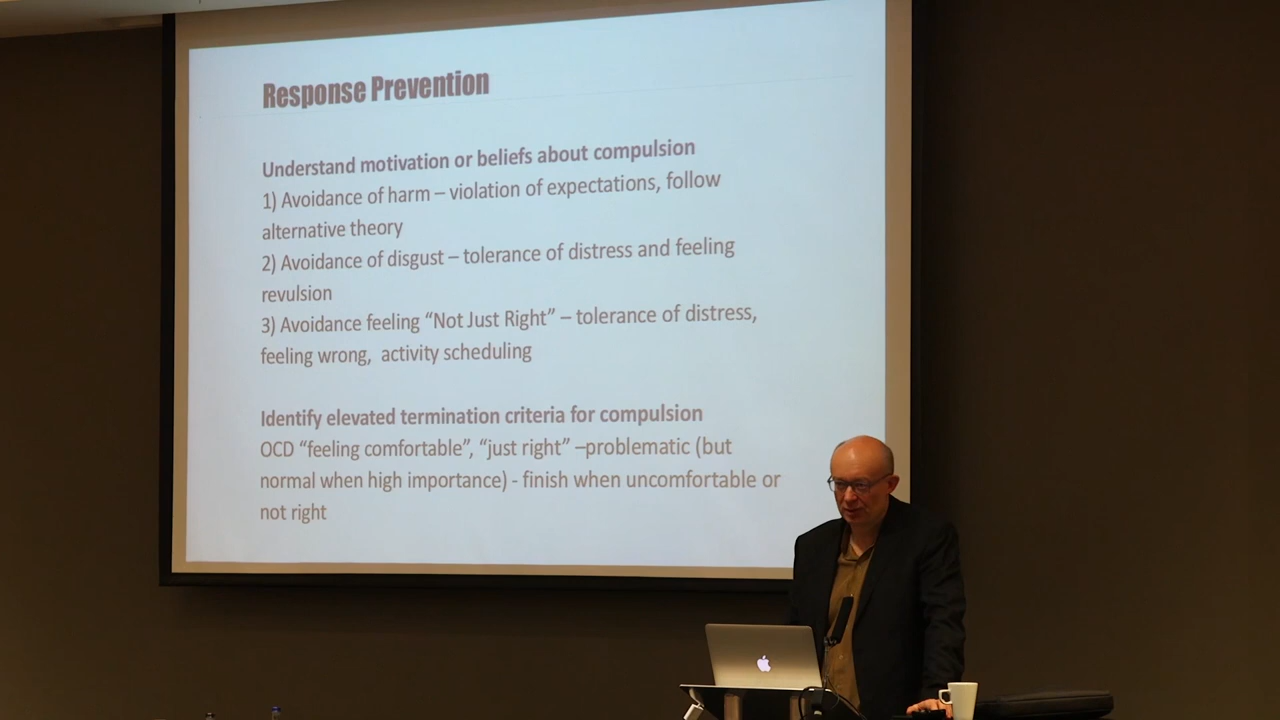 Response Prevention
Understand motivation or beliefs about compulsion
1) Avoidance of harm – violation of expectations, follow
alternative theory
2) Avoidance of disgust – tolerance of distress and feeling
revulsion
3) Avoidance feeling “Not Just Right” – tolerance of distress,
feeling wrong,  activity scheduling
Identify elevated termination criteria for compulsion
OCD “feeling comfortable”, “just right” –problematic (but
normal when high importance) - finish when uncomfortable or
not right